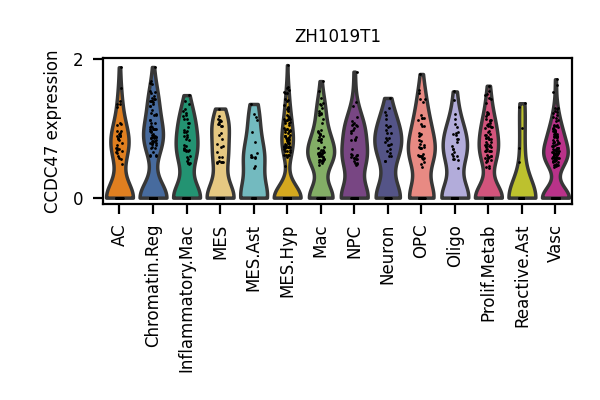 ZH1019T1
CCDC47 expression
2
0
AC
Chromatin.Reg
Inflammatory.Mac
MES
MES.Ast
MES.Hyp
Mac
NPC
Neuron
OPC
Oligo
Prolif.Metab
Reactive.Ast
Vasc